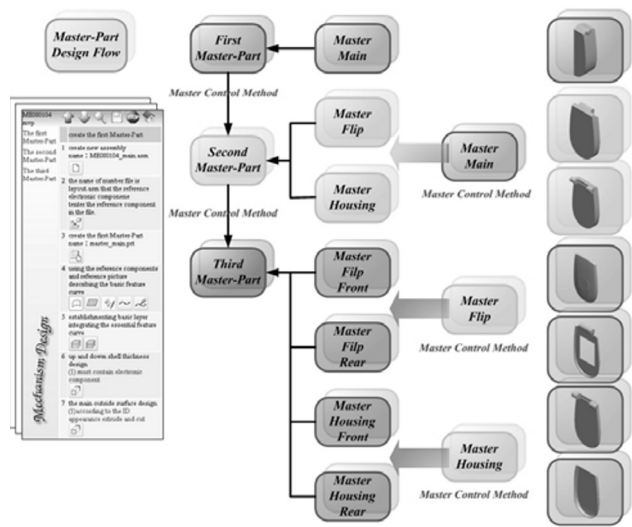 Master-Part
Design Flow
First
Master-Part
Master
Main
Master Control Method
Second
Master-Part
Master
Flip
Master
Housing
Master
Main
Master Control Method
Master Control Method
Third
Master-Part
Master
Filp
Front
Master
Filp
Rear
Master
Flip
Master Control Method
Master
Housing
Front
Master
Housing
Rear
Master
Housing
Master Control Method
ME000104
The first
Master-Part
The second
Master-Part
The third
Master-Part
create the first Master-Part
1 create new assembly
name : ME000104_main.asm
2 the name of master file is
layout.asm that the reference
electronic component
tenter the reference component
in the file.
3 create the first Master-Part
name : master_main.prt
4 using the reference components
and reference picture
describing the basic feature
curve
5 establishmenting basic layer
integrating the essential feature
curve
6 up and down shell thickness
design
(1) must contain electronic
component
7 the main outside surface design
(1)according to the ID
appearance extrude and cut
Mechanism Design